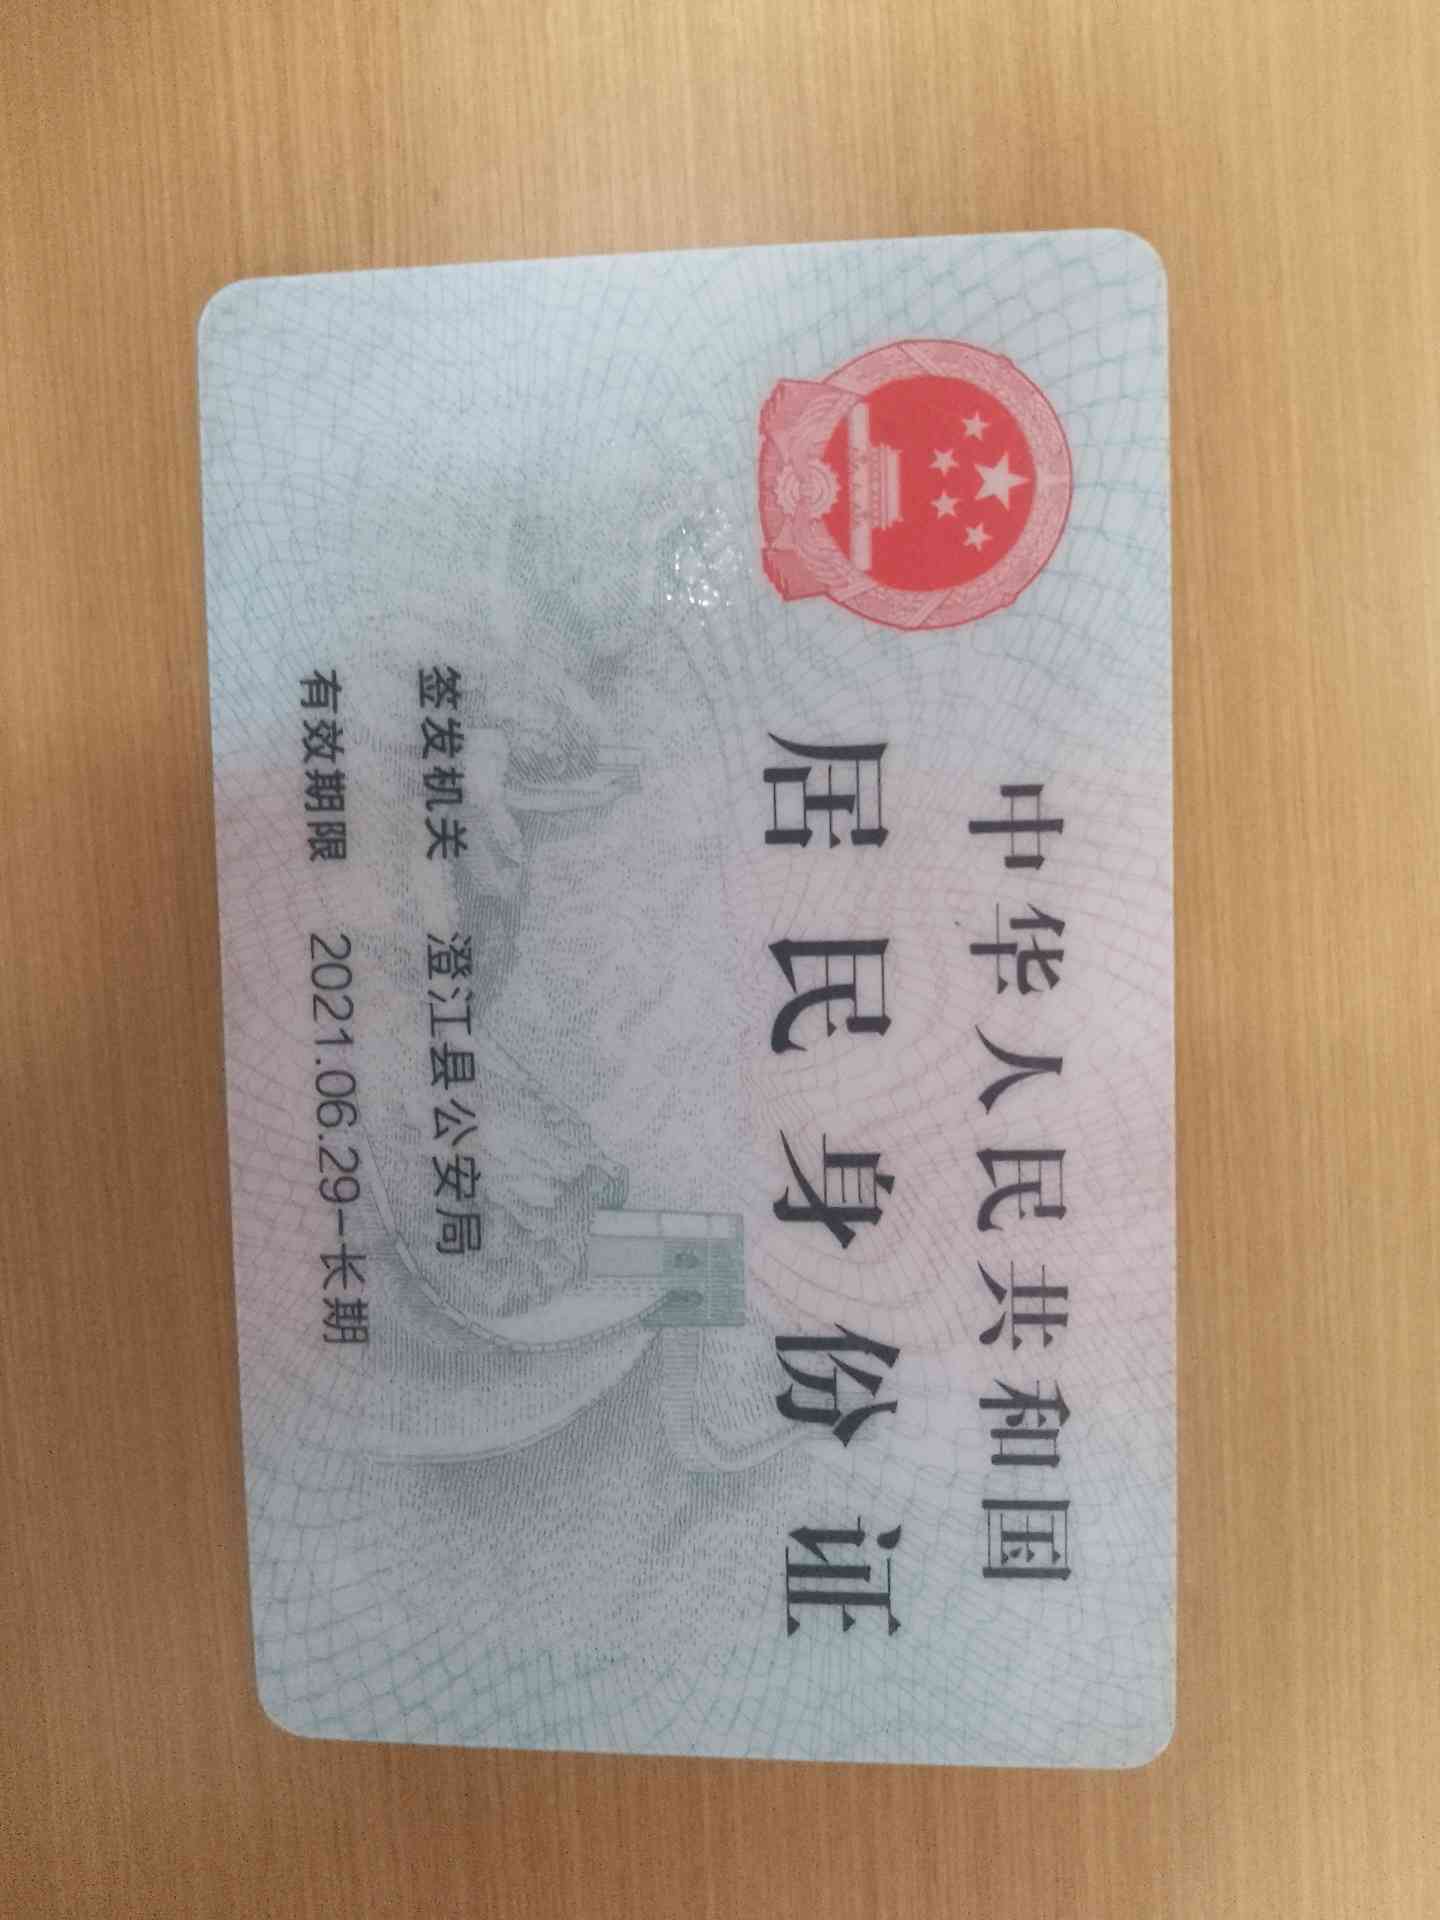 中华人民共和国
居民身份证
签发机关 澄江县公安局
有效期限 2021.06.29-长期